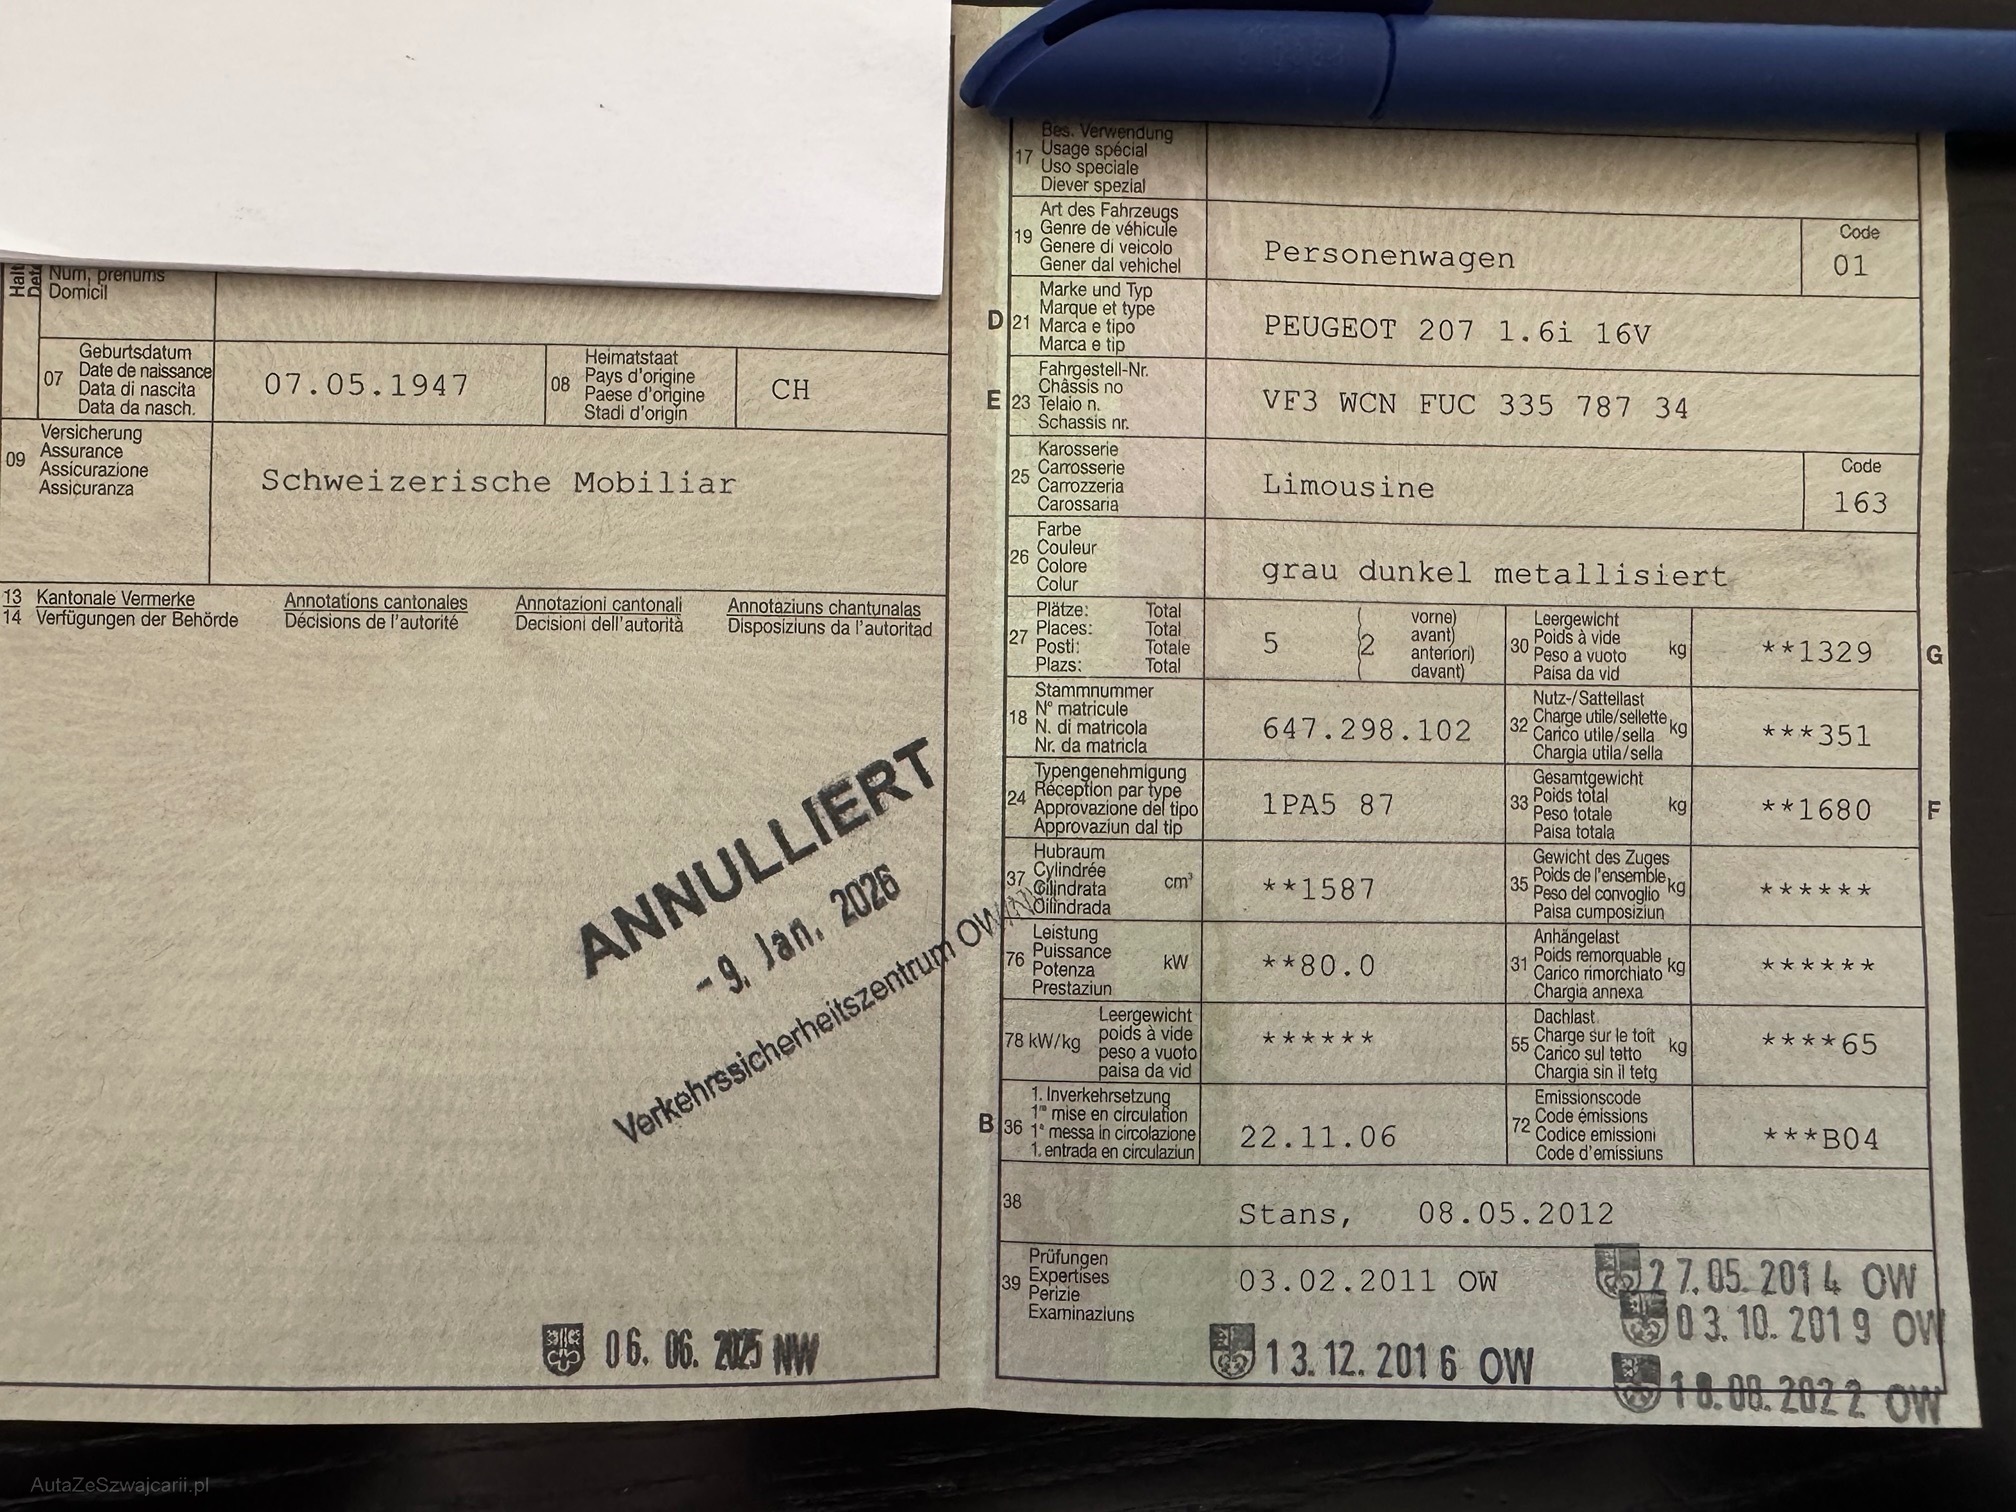 Num, prenums
Domicil
07
Geburtsdatum
Date de naissance
Data di nascita
Data da nasch.
07.05.1947
08
Heimatstaat
Pays d'origine
Paese d'origine
Stadi d'origin
CH
09
Versicherung
Assurance
Assicurazione
Assicuranza
Schweizerische Mobiliar
13 Kantonale Vermerke Annotations cantonales Annotazioni cantonali Annotaziuns chantunalas
14 Verfügungen der Behörde Décisions de l'autorité Decisioni dell'autorità Disposiziuns da l'autoritad
ANNULLIERT
- 9. Jan. 2026
Verkehrssicherheitszentrum OW/NW
06. 06. 2025 NW
17
Bes. Verwendung
Usage spécial
Uso speciale
Diever spezial
19
Art des Fahrzeugs
Genre de véhicule
Genere di veicolo
Gener dal vehichel
Personenwagen
Code
01
D 21
Marke und Typ
Marque et type
Marca e tipo
Marca e tip
PEUGEOT 207 1.6i 16V
E 23
Fahrgestell-Nr.
Châssis no
Telaio n.
Schassis nr.
VF3 WCN FUC 335 787 34
25
Karosserie
Carrosserie
Carrozzeria
Carossaria
Limousine
Code
163
26
Farbe
Couleur
Colore
Colur
grau dunkel metallisiert
27
Plätze: Total
Places: Total
Posti: Totale
Plazs: Total
5
(2
vorne)
avant)
anteriori)
davant)
30
Leergewicht
Poids à vide
Peso a vuoto
Paisa da vid
kg
**1329
G
18
Stammnummer
N° matricule
N. di matricola
Nr. da matricla
647.298.102
32
Nutz-/Sattellast
Charge utile/sellette
Carico utile/sella
Chargia utila/sella
kg
***351
24
Typengenehmigung
Réception par type
Approvazione del tipo
Approvaziun dal tip
1PA5 87
33
Gesamtgewicht
Poids total
Peso totale
Paisa totala
kg
**1680
F
37
Hubraum
Cylindrée
Cilindrata
Cilindrada
cm³
**1587
35
Gewicht des Zuges
Poids de l'ensemble
Peso del convoglio
Paisa cumposiziun
kg
******
76
Leistung
Puissance
Potenza
Prestaziun
kW
**80.0
31
Anhängelast
Poids remorquable
Carico rimorchiato
Chargia annexa
kg
******
78 kW/kg
Leergewicht
poids à vide
peso a vuoto
paisa da vid
******
55
Dachlast
Charge sur le toit
Carico sul tetto
Chargia sin il tetg
kg
****65
B 36
1. Inverkehrsetzung
1re mise en circulation
1a messa in circolazione
1. entrada en circulaziun
22.11.06
72
Emissionscode
Code émissions
Codice emissioni
Code d'emissiuns
***B04
38
Stans, 08.05.2012
39
Prüfungen
Expertises
Perizie
Examinaziuns
03.02.2011 OW
27.05.2014 OW
03.10.2019 OW
13.12.2016 OW
18.08.2022 OW
AutaZeSzwajcarii.pl